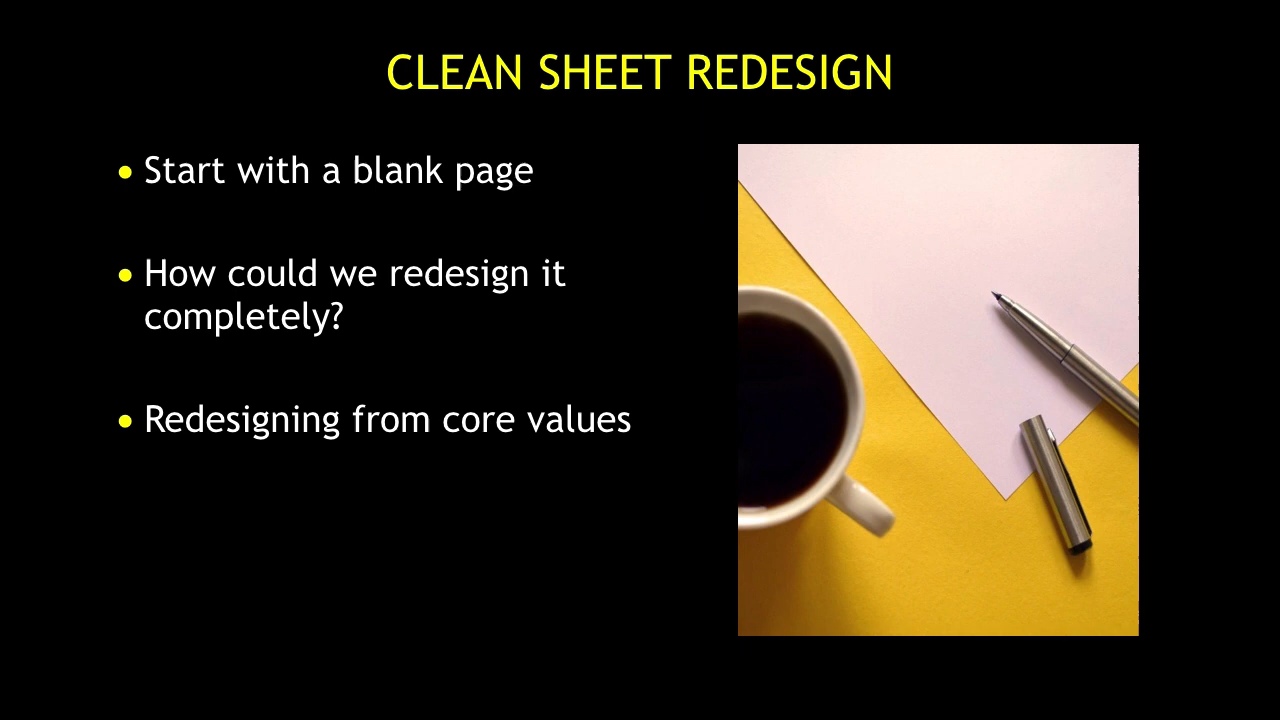 CLEAN SHEET REDESIGN
• Start with a blank page
• How could we redesign it
completely?
• Redesigning from core values